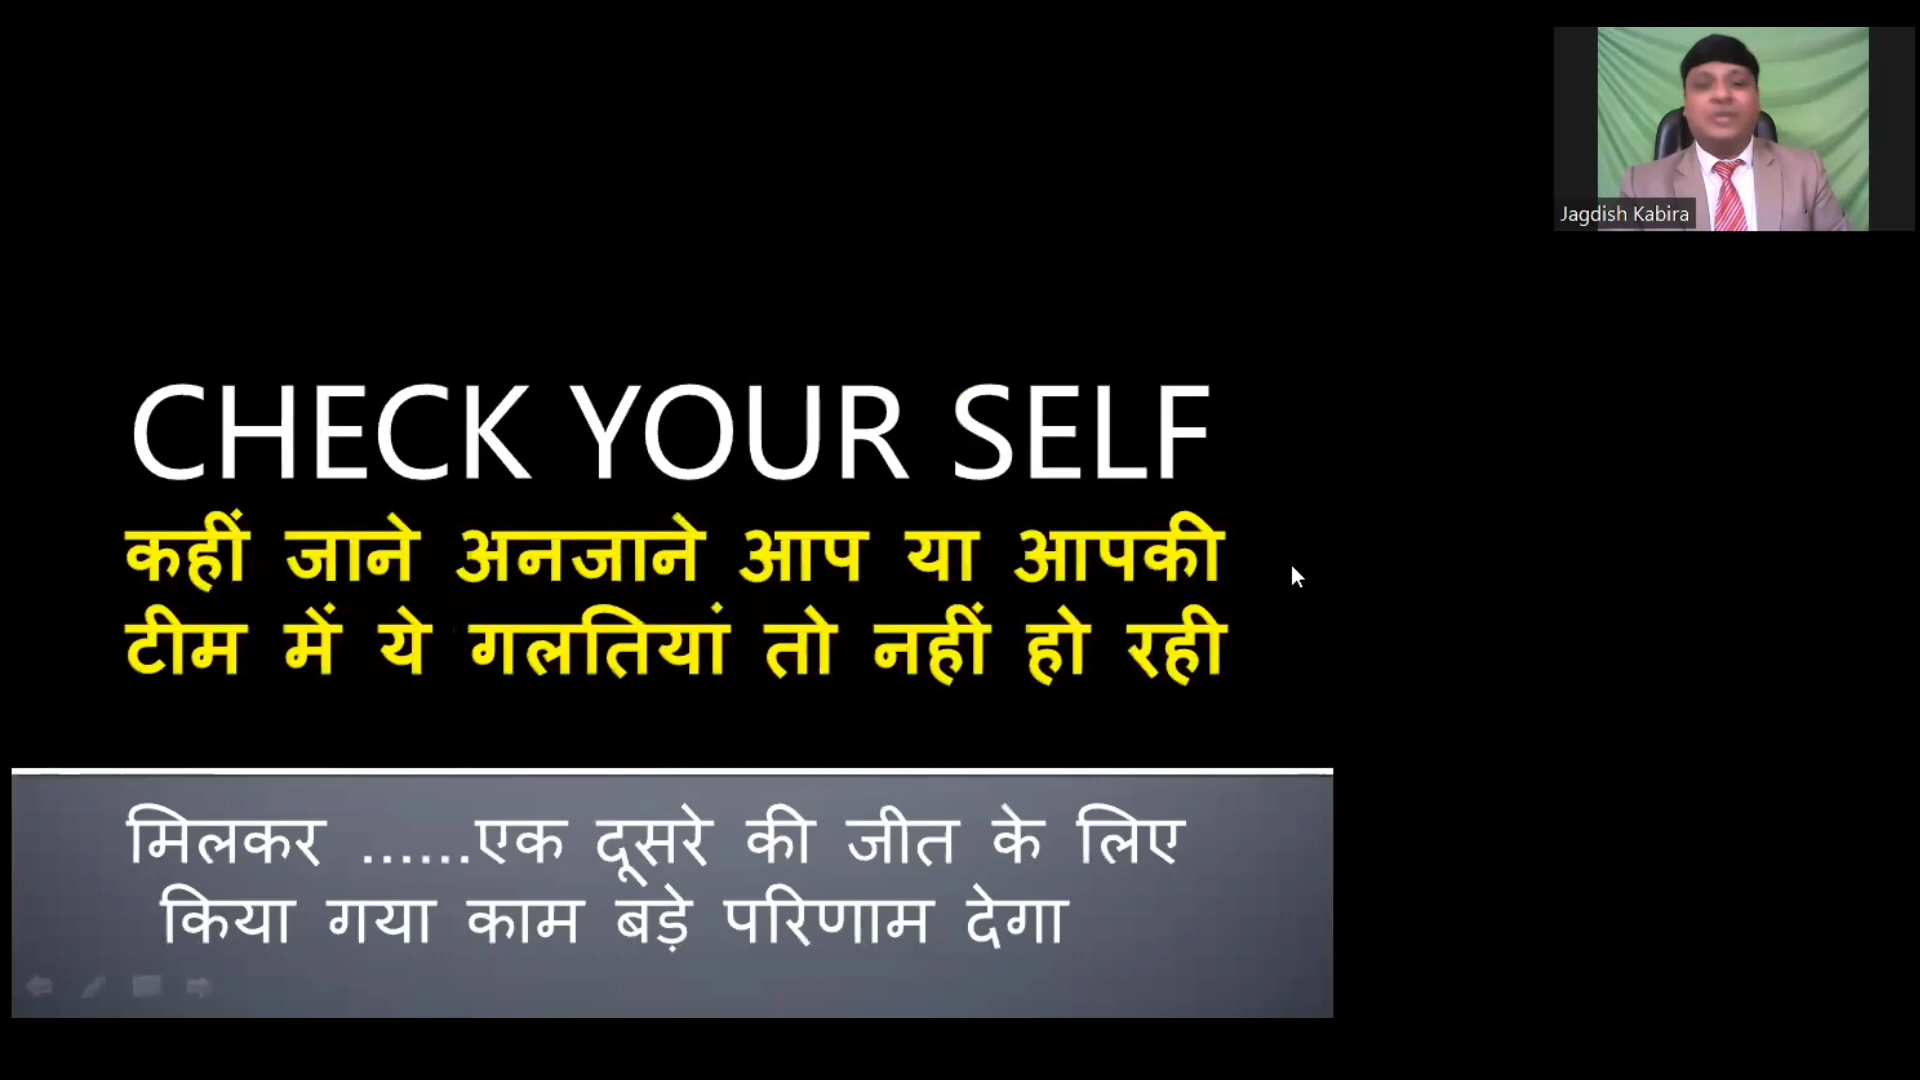 Jagdish Kabira
CHECK YOUR SELF
कहीं जाने अनजाने आप या आपकी
टीम में ये गलतियां तो नहीं हो रही
मिलकर ......एक दूसरे की जीत के लिए
किया गया काम बड़े परिणाम देगा